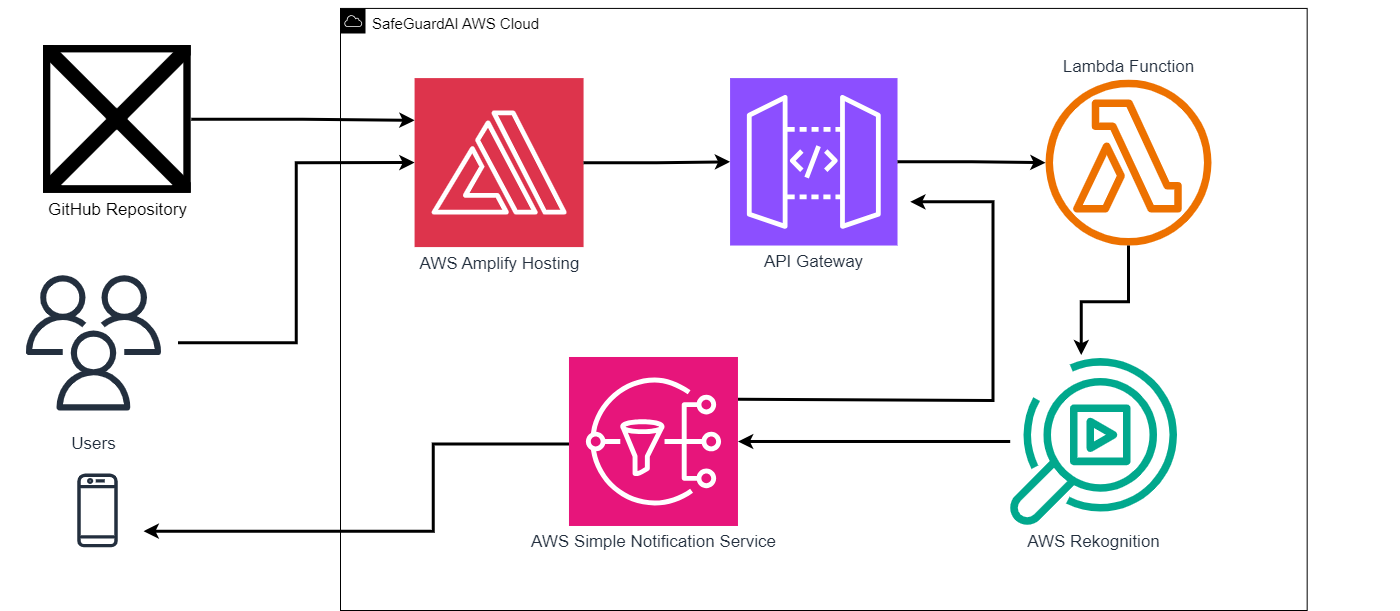 SafeGuardAI AWS Cloud
Lambda Function
GitHub Repository
AWS Amplify Hosting
API Gateway
</>
Users
AWS Simple Notification Service
AWS Rekognition